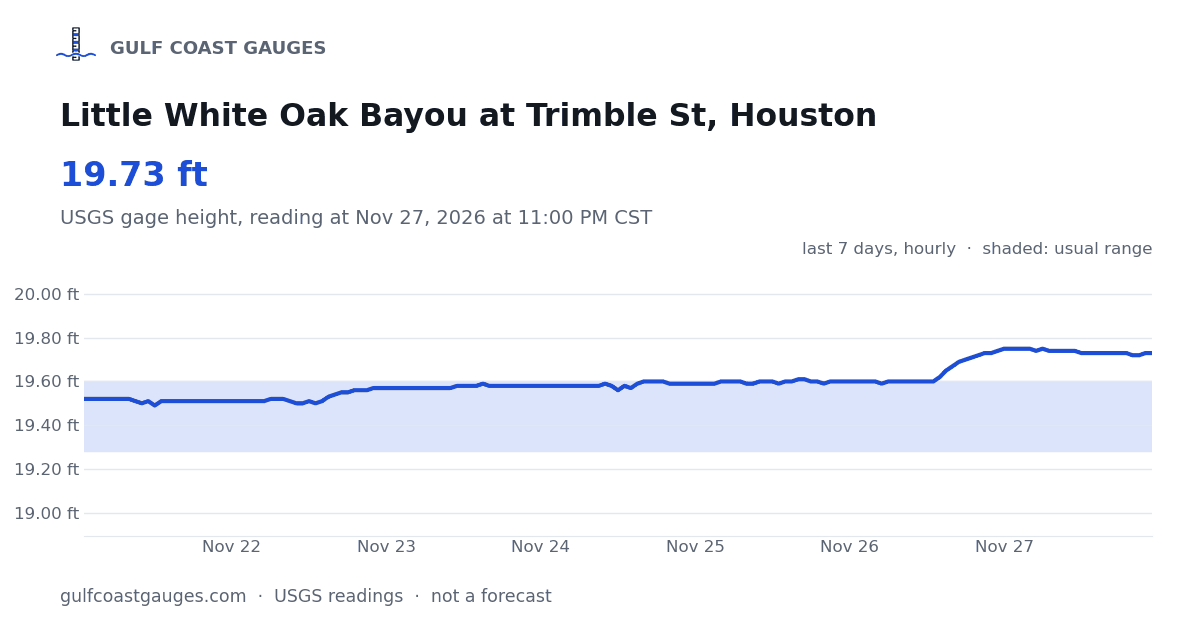 GULF COAST GAUGES
Little White Oak Bayou at Trimble St, Houston
19.73 ft
USGS gage height, reading at Nov 27, 2026 at 11:00 PM CST
last 7 days, hourly · shaded: usual range
20.00 ft
19.80 ft
19.60 ft
19.40 ft
19.20 ft
19.00 ft
Nov 22 Nov 23 Nov 24 Nov 25 Nov 26 Nov 27
gulfcoastgauges.com · USGS readings · not a forecast